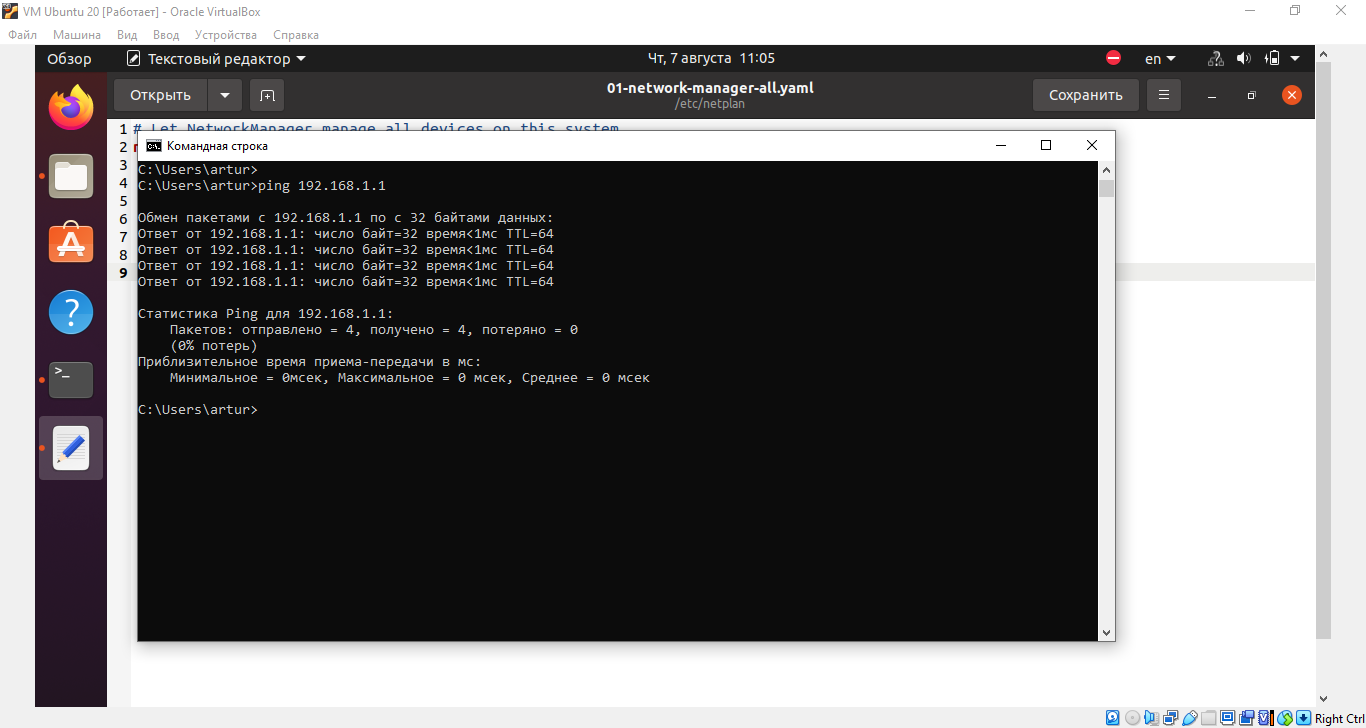 VM Ubuntu 20 [Работает] - Oracle VirtualBox
Файл Машина Вид Ввод Устройства Справка
Обзор Текстовый редактор Чт, 7 августа 11:05 en
Открыть 01-network-manager-all.yaml Сохранить
/etc/netplan
1 # Let NetworkManager manage all devices on this system
2
3
4
5
6
7
8
9
Командная строка
C:\Users\artur>
C:\Users\artur>ping 192.168.1.1
Обмен пакетами с 192.168.1.1 по с 32 байтами данных:
Ответ от 192.168.1.1: число байт=32 время<1мс TTL=64
Ответ от 192.168.1.1: число байт=32 время<1мс TTL=64
Ответ от 192.168.1.1: число байт=32 время<1мс TTL=64
Ответ от 192.168.1.1: число байт=32 время<1мс TTL=64
Статистика Ping для 192.168.1.1:
Пакетов: отправлено = 4, получено = 4, потеряно = 0
(0% потерь)
Приблизительное время приема-передачи в мс:
Минимальное = 0мсек, Максимальное = 0 мсек, Среднее = 0 мсек
C:\Users\artur>
Right Ctrl